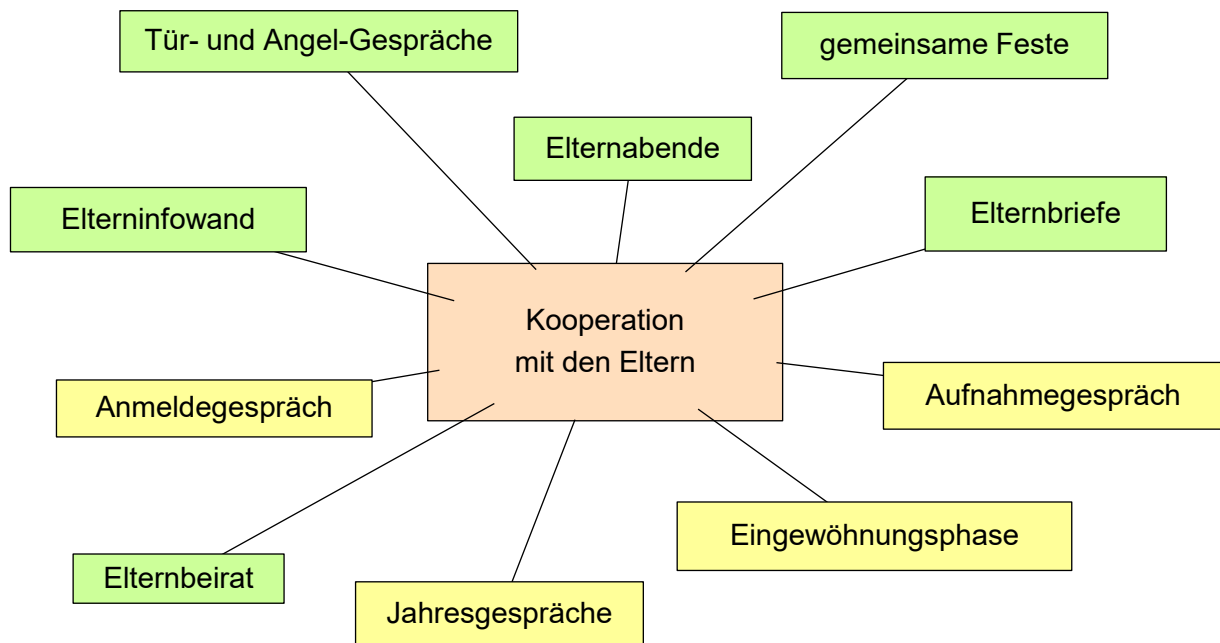 Tür- und Angel-Gespräche
gemeinsame Feste
Elternabende
Elterninfowand
Elternbriefe
Kooperation
mit den Eltern
Anmeldegespräch
Aufnahmegespräch
Eingewöhnungsphase
Elternbeirat
Jahresgespräche